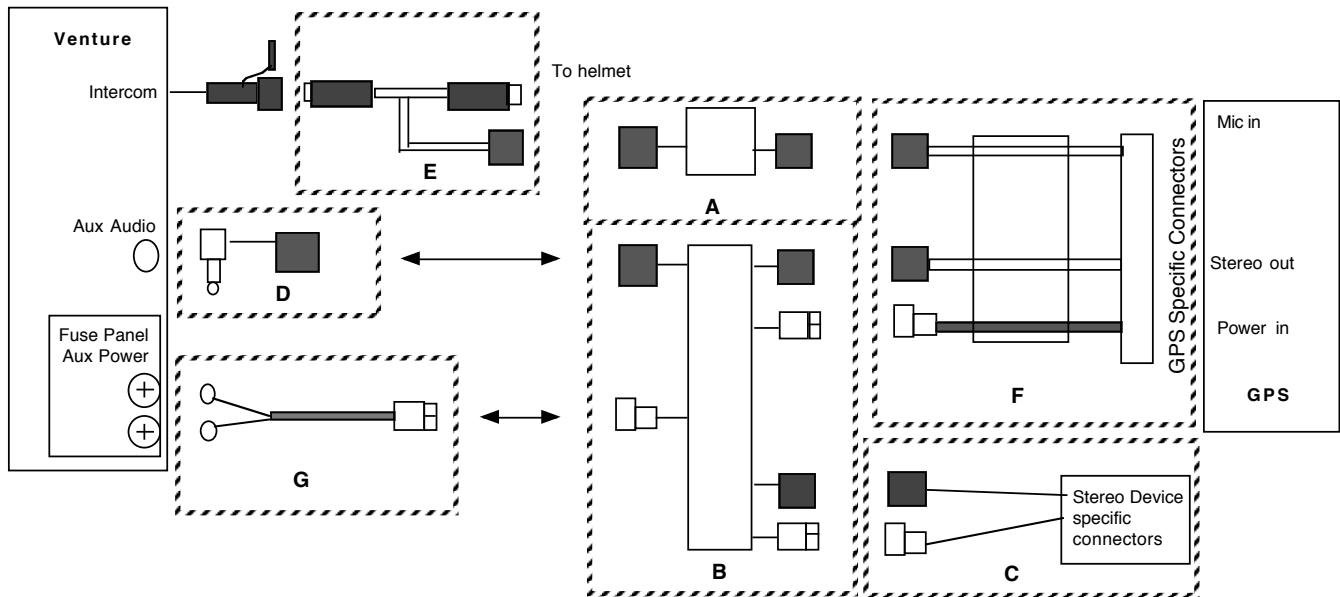 Venture
Intercom
To helmet
E
A
Mic in
Aux Audio
D
Stereo out
GPS Specific Connectors
Fuse Panel
Aux Power
Power in
F
GPS
G
Stereo Device
specific
connectors
B
C